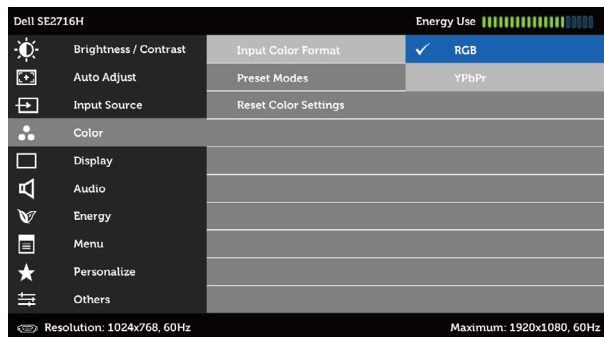 Dell SE2716H
Energy Use
Brightness / Contrast
Auto Adjust
Input Source
Color
Display
Audio
Energy
Menu
Personalize
Others
Input Color Format
Preset Modes
Reset Color Settings
RGB
YPbPr
Resolution: 1024x768, 60Hz
Maximum: 1920x1080, 60Hz